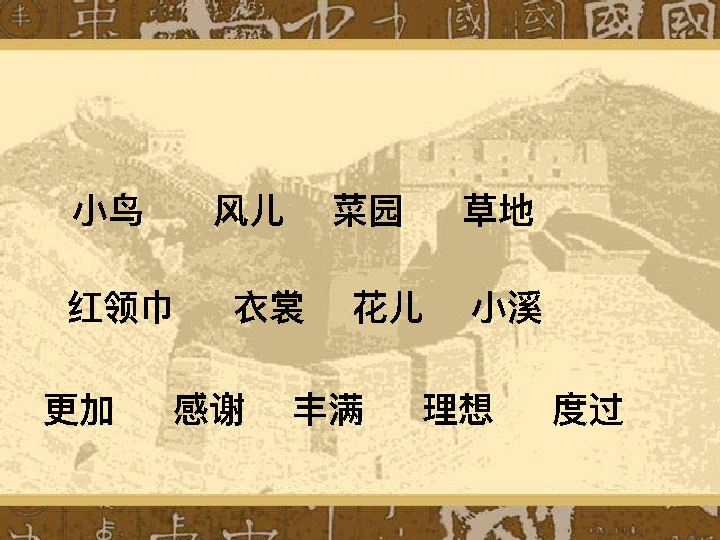 小鸟 风儿 菜园 草地
红领巾 衣裳 花儿 小溪
更加 感谢 丰满 理想 度过